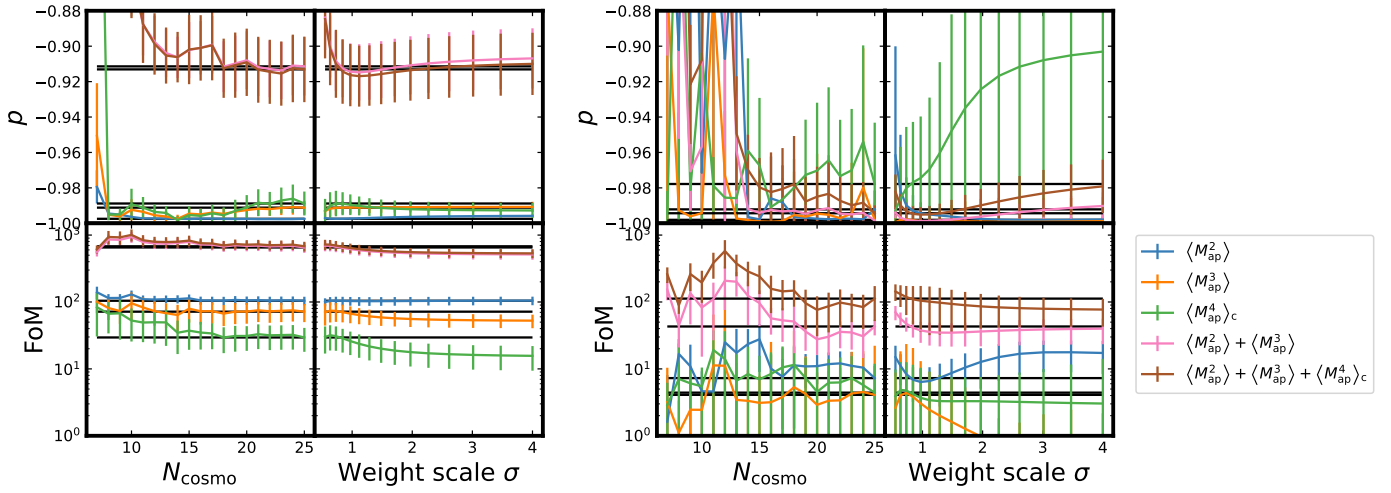 −0.88
−0.90
−0.92
−0.94
−0.96
−0.98
−1.00
p
10³
10²
10¹
10⁰
FoM
10 15 20 25
1 2 3 4
N_cosmo
Weight scale σ
−0.88
−0.90
−0.92
−0.94
−0.96
−0.98
−1.00
p
10³
10²
10¹
10⁰
FoM
10 15 20 25
1 2 3 4
N_cosmo
Weight scale σ
⟨M²_ap⟩
⟨M³_ap⟩
⟨M⁴_ap⟩_c
⟨M²_ap⟩ + ⟨M³_ap⟩
⟨M²_ap⟩ + ⟨M³_ap⟩ + ⟨M⁴_ap⟩_c